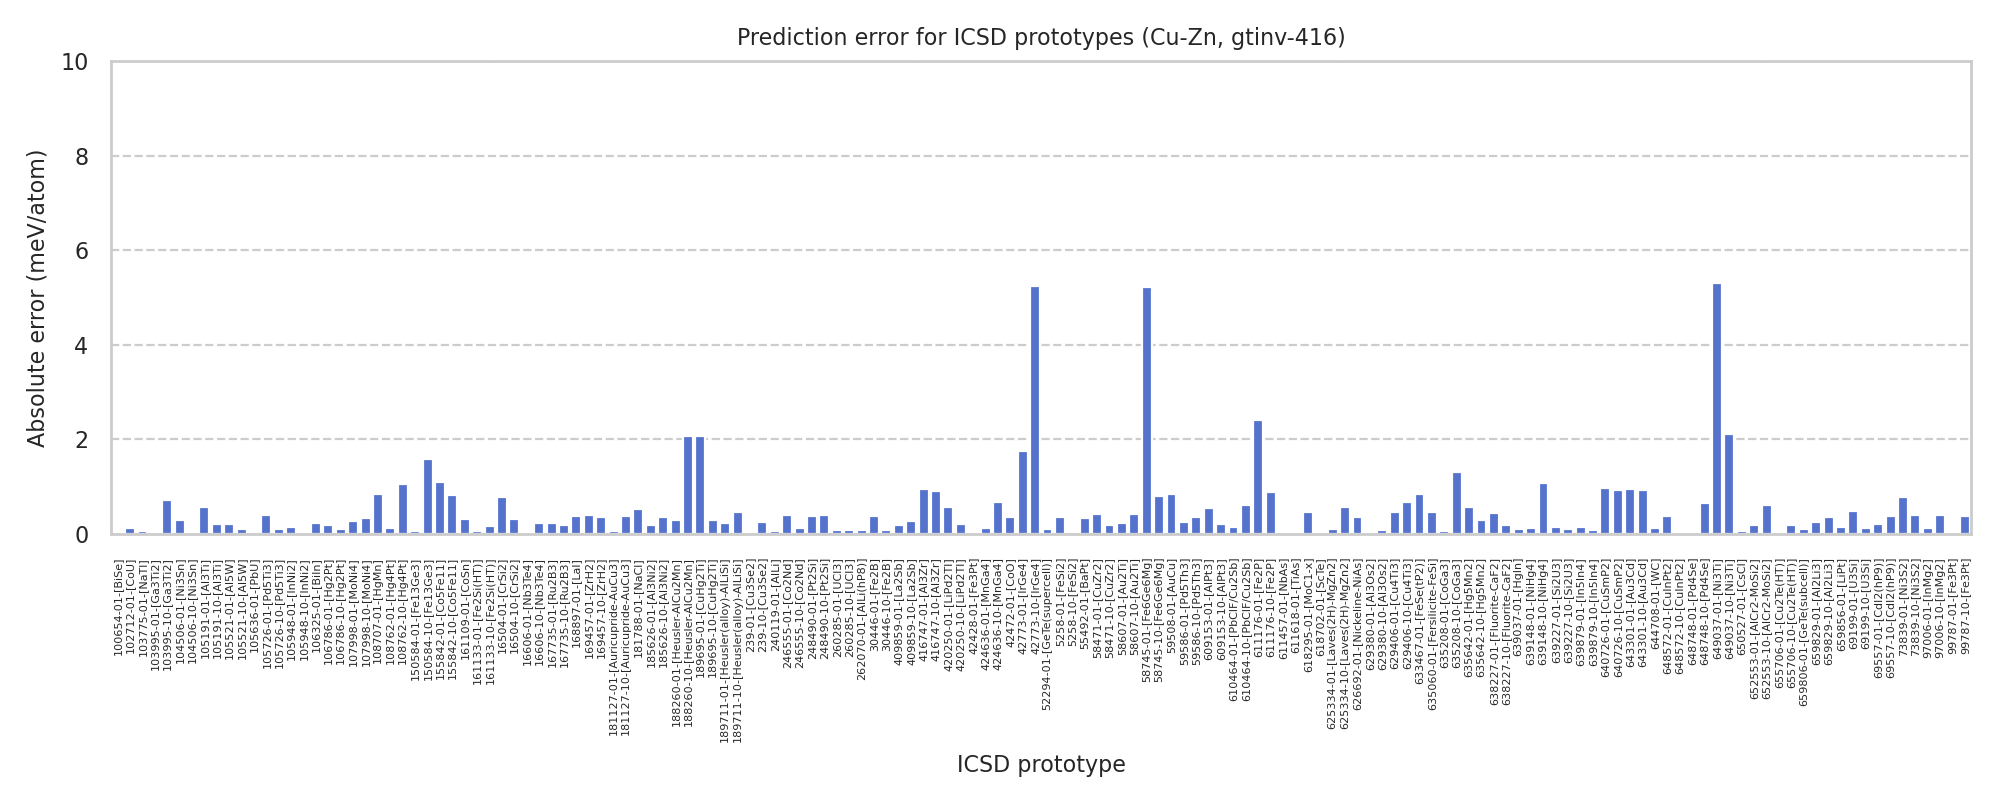 Prediction error for ICSD prototypes (Cu-Zn, gtinv-416)
Absolute error (meV/atom)
10
8
6
4
2
0
100654-01-[BiSe]
102712-01-[CoU]
103775-01-[NaTl]
103995-01-[Ga3Ti2]
103995-10-[Ga3Ti2]
104506-01-[Ni3Sn]
104506-10-[Ni3Sn]
105191-01-[Al3Ti]
105191-10-[Al3Ti]
105521-01-[Al5W]
105521-10-[Al5W]
105636-01-[PbU]
105726-01-[Pd5Ti3]
105726-10-[Pd5Ti3]
105948-01-[InNi2]
105948-10-[InNi2]
106325-01-[BiIn]
106786-01-[Hg2Pt]
106786-10-[Hg2Pt]
107998-01-[MoNi4]
107998-10-[MoNi4]
108707-01-[HgMn]
108762-01-[Hg4Pt]
108762-10-[Hg4Pt]
150584-01-[Fe13Ge3]
150584-10-[Fe13Ge3]
155842-01-[Co5Fe11]
155842-10-[Co5Fe11]
161109-01-[CoSn]
161133-01-[Fe2Si(HT)]
161133-10-[Fe2Si(HT)]
16504-01-[CrSi2]
16504-10-[CrSi2]
16606-01-[Nb3Te4]
16606-10-[Nb3Te4]
167735-01-[Ru2B3]
167735-10-[Ru2B3]
168897-01-[LaI]
169457-01-[ZrH2]
169457-10-[ZrH2]
181127-01-[Auricupride-AuCu3]
181127-10-[Auricupride-AuCu3]
181788-01-[NaCl]
185626-01-[Al3Ni2]
185626-10-[Al3Ni2]
188260-01-[Heusler-AlCu2Mn]
188260-10-[Heusler-AlCu2Mn]
189695-01-[CuHg2Ti]
189695-10-[CuHg2Ti]
189711-01-[Heusler(alloy)-AlLiSi]
189711-10-[Heusler(alloy)-AlLiSi]
239-01-[Cu3Se2]
239-10-[Cu3Se2]
240119-01-[AlLi]
246555-01-[Co2Nd]
246555-10-[Co2Nd]
248490-01-[Pt2Si]
248490-10-[Pt2Si]
260285-01-[UCl3]
260285-10-[UCl3]
262070-01-[AlLi(hP8)]
30446-01-[Fe2B]
30446-10-[Fe2B]
409859-01-[La2Sb]
409859-10-[La2Sb]
416747-01-[Al3Zr]
416747-10-[Al3Zr]
420250-01-[LiPd2Tl]
420250-10-[LiPd2Tl]
42428-01-[Fe3Pt]
424636-01-[MnGa4]
424636-10-[MnGa4]
42472-01-[CoO]
42773-01-[IrGe4]
42773-10-[IrGe4]
52294-01-[GeTe(supercell)]
5258-01-[FeSi2]
5258-10-[FeSi2]
55492-01-[BaPt]
58471-01-[CuZr2]
58471-10-[CuZr2]
58607-01-[Au2Ti]
58607-10-[Au2Ti]
58745-01-[Fe6Ge6Mg]
58745-10-[Fe6Ge6Mg]
59508-01-[AuCu]
59586-01-[Pd5Th3]
59586-10-[Pd5Th3]
609153-01-[AlPt3]
609153-10-[AlPt3]
610464-01-[PbClF/Cu2Sb]
610464-10-[PbClF/Cu2Sb]
611176-01-[Fe2P]
611176-10-[Fe2P]
611457-01-[NbAs]
611618-01-[TiAs]
618295-01-[MoC1-x]
618702-01-[ScTe]
625334-01-[Laves(2H)-MgZn2]
625334-10-[Laves(2H)-MgZn2]
626692-01-[Nickeline-NiAs]
629380-01-[Al3Os2]
629380-10-[Al3Os2]
629406-01-[Cu4Ti3]
629406-10-[Cu4Ti3]
633467-01-[FeSe(tP2)]
635060-01-[Fersilicite-FeSi]
635208-01-[CoGa3]
635208-10-[CoGa3]
635642-01-[Hg5Mn2]
635642-10-[Hg5Mn2]
638227-01-[Fluorite-CaF2]
638227-10-[Fluorite-CaF2]
639037-01-[HgIn]
639148-01-[NiHg4]
639148-10-[NiHg4]
639227-01-[Si2U3]
639227-10-[Si2U3]
639879-01-[In5In4]
639879-10-[In5In4]
640726-01-[CuSmP2]
640726-10-[CuSmP2]
643301-01-[Au3Cd]
643301-10-[Au3Cd]
644708-01-[WC]
648572-01-[CuInPt2]
648572-10-[CuInPt2]
648748-01-[Pd4Se]
648748-10-[Pd4Se]
649037-01-[Ni3Ti]
649037-10-[Ni3Ti]
650527-01-[CsCl]
652553-01-[AlCr2-MoSi2]
652553-10-[AlCr2-MoSi2]
655706-01-[Cu2Te(HT)]
655706-10-[Cu2Te(HT)]
659806-01-[GeTe(subcell)]
659829-01-[Al2Li3]
659829-10-[Al2Li3]
659856-01-[LiPt]
69199-01-[U3Si]
69199-10-[U3Si]
69557-01-[CdI2(hP9)]
69557-10-[CdI2(hP9)]
73839-01-[Ni3S2]
73839-10-[Ni3S2]
97006-01-[InMg2]
97006-10-[InMg2]
99787-01-[Fe3Pt]
99787-10-[Fe3Pt]
ICSD prototype